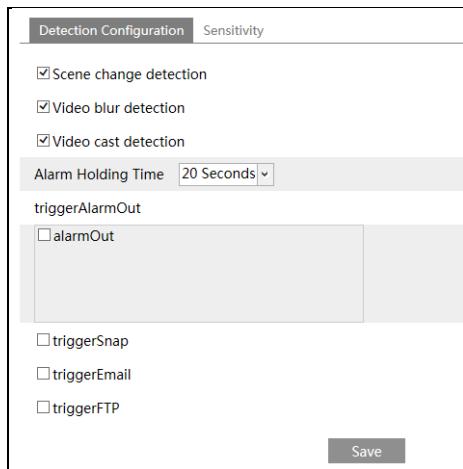 Detection Configuration Sensitivity
Scene change detection
Video blur detection
Video cast detection
Alarm Holding Time 20 Seconds
triggerAlarmOut
alarmOut
triggerSnap
triggerEmail
triggerFTP
Save